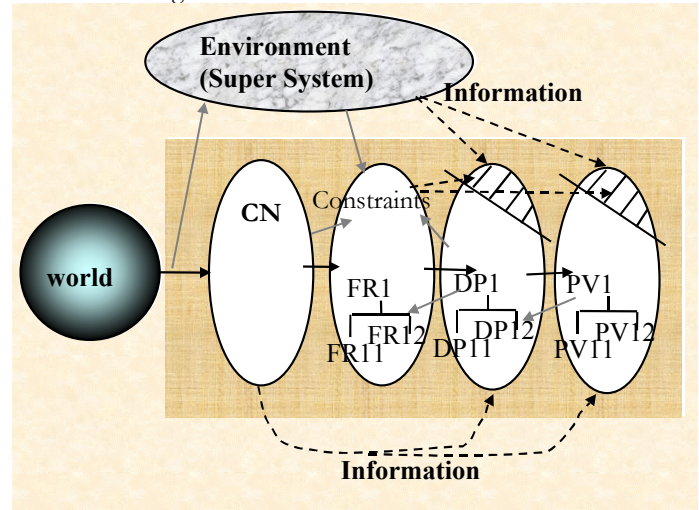 Environment
(Super System)
Information
Constraints
CN
world
FR1
DP1
PV1
FR11
FR12
DP11
DP12
PV11
PV12
Information